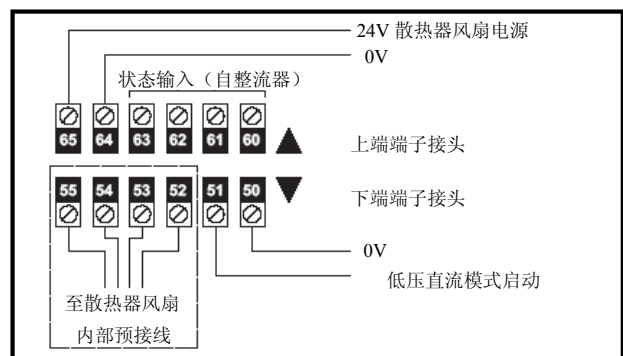 24V 散热器风扇电源
0V
状态输入（自整流器）
65 64 63 62 61 60
上端端子接头
55 54 53 52 51 50
下端端子接头
0V
低压直流模式启动
至散热器风扇
内部预接线